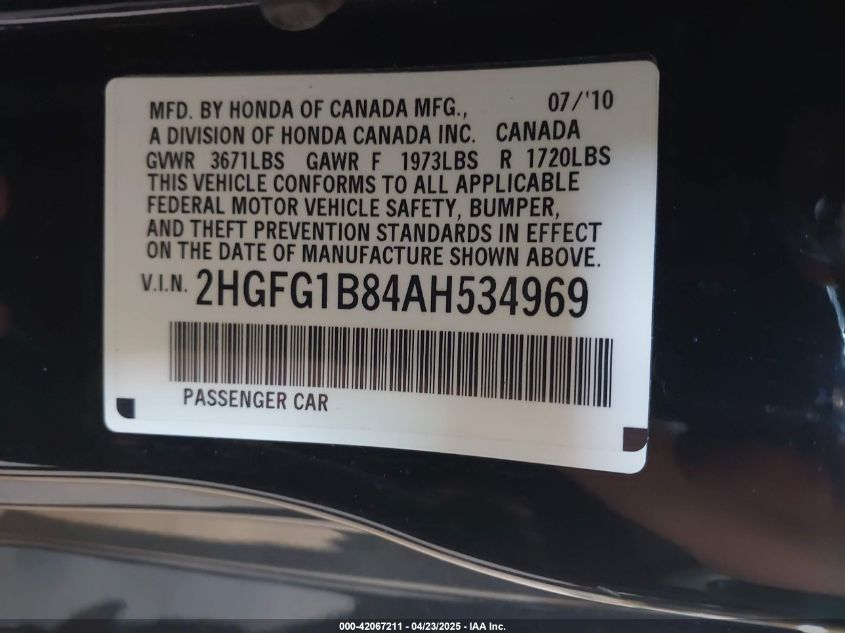 MFD. BY HONDA OF CANADA MFG., 07/'10
A DIVISION OF HONDA CANADA INC. CANADA
GVWR 3671LBS GAWR F 1973LBS R 1720LBS
THIS VEHICLE CONFORMS TO ALL APPLICABLE
FEDERAL MOTOR VEHICLE SAFETY, BUMPER,
AND THEFT PREVENTION STANDARDS IN EFFECT
ON THE DATE OF MANUFACTURE SHOWN ABOVE.
V.I.N. 2HGFG1B84AH534969
PASSENGER CAR
000-42067211 - 04/23/2025 - IAA Inc.